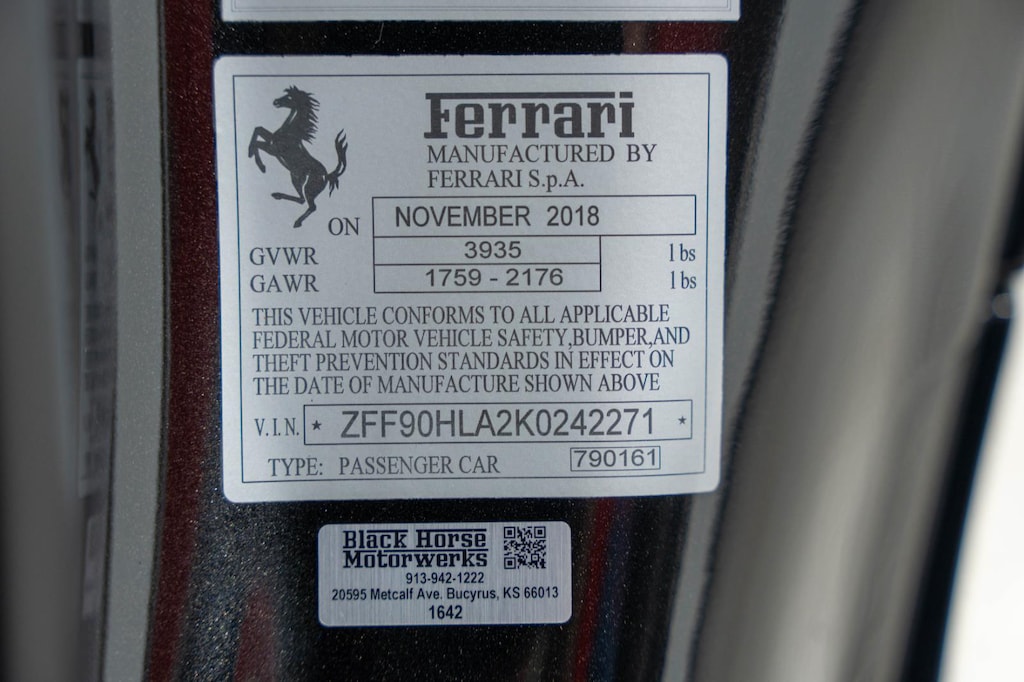 Ferrari
MANUFACTURED BY
FERRARI S.p.A.
ON NOVEMBER 2018
GVWR 3935 lbs
GAWR 1759 - 2176 lbs
THIS VEHICLE CONFORMS TO ALL APPLICABLE
FEDERAL MOTOR VEHICLE SAFETY,BUMPER,AND
THEFT PREVENTION STANDARDS IN EFFECT ON
THE DATE OF MANUFACTURE SHOWN ABOVE
V.I.N. ★ ZFF90HLA2K0242271 ★
TYPE: PASSENGER CAR 790161
Black Horse
Motorwerks
913-942-1222
20595 Metcalf Ave. Bucyrus, KS 66013
1642